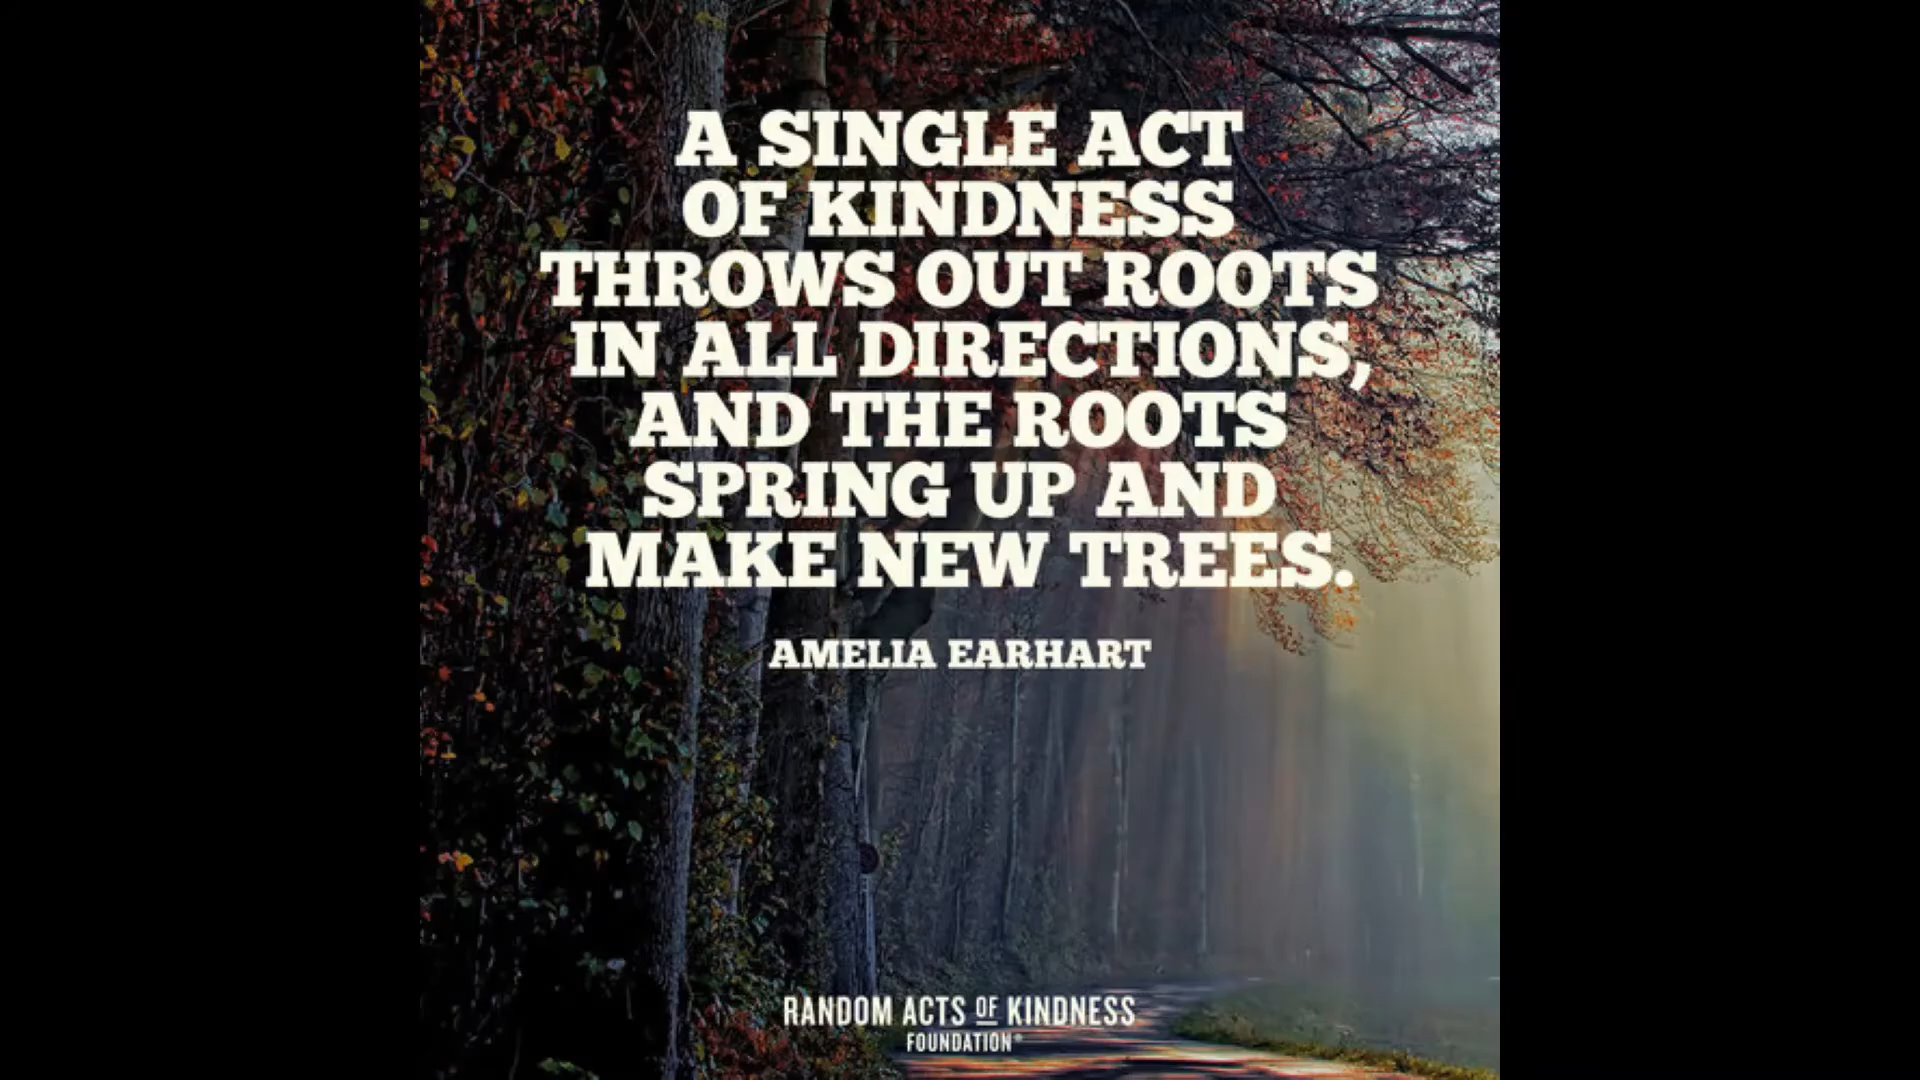 A SINGLE ACT
OF KINDNESS
THROWS OUT ROOTS
IN ALL DIRECTIONS,
AND THE ROOTS
SPRING UP AND
MAKE NEW TREES.
AMELIA EARHART
RANDOM ACTS OF KINDNESS
FOUNDATION®